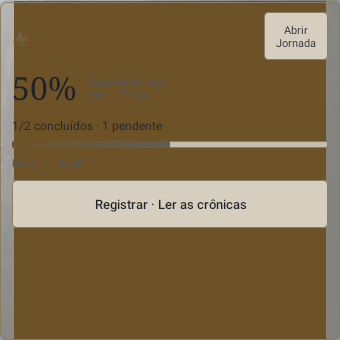 Abrir
Jornada
50%
1/2 concluídos · 1 pendente
Registrar · Ler as crônicas